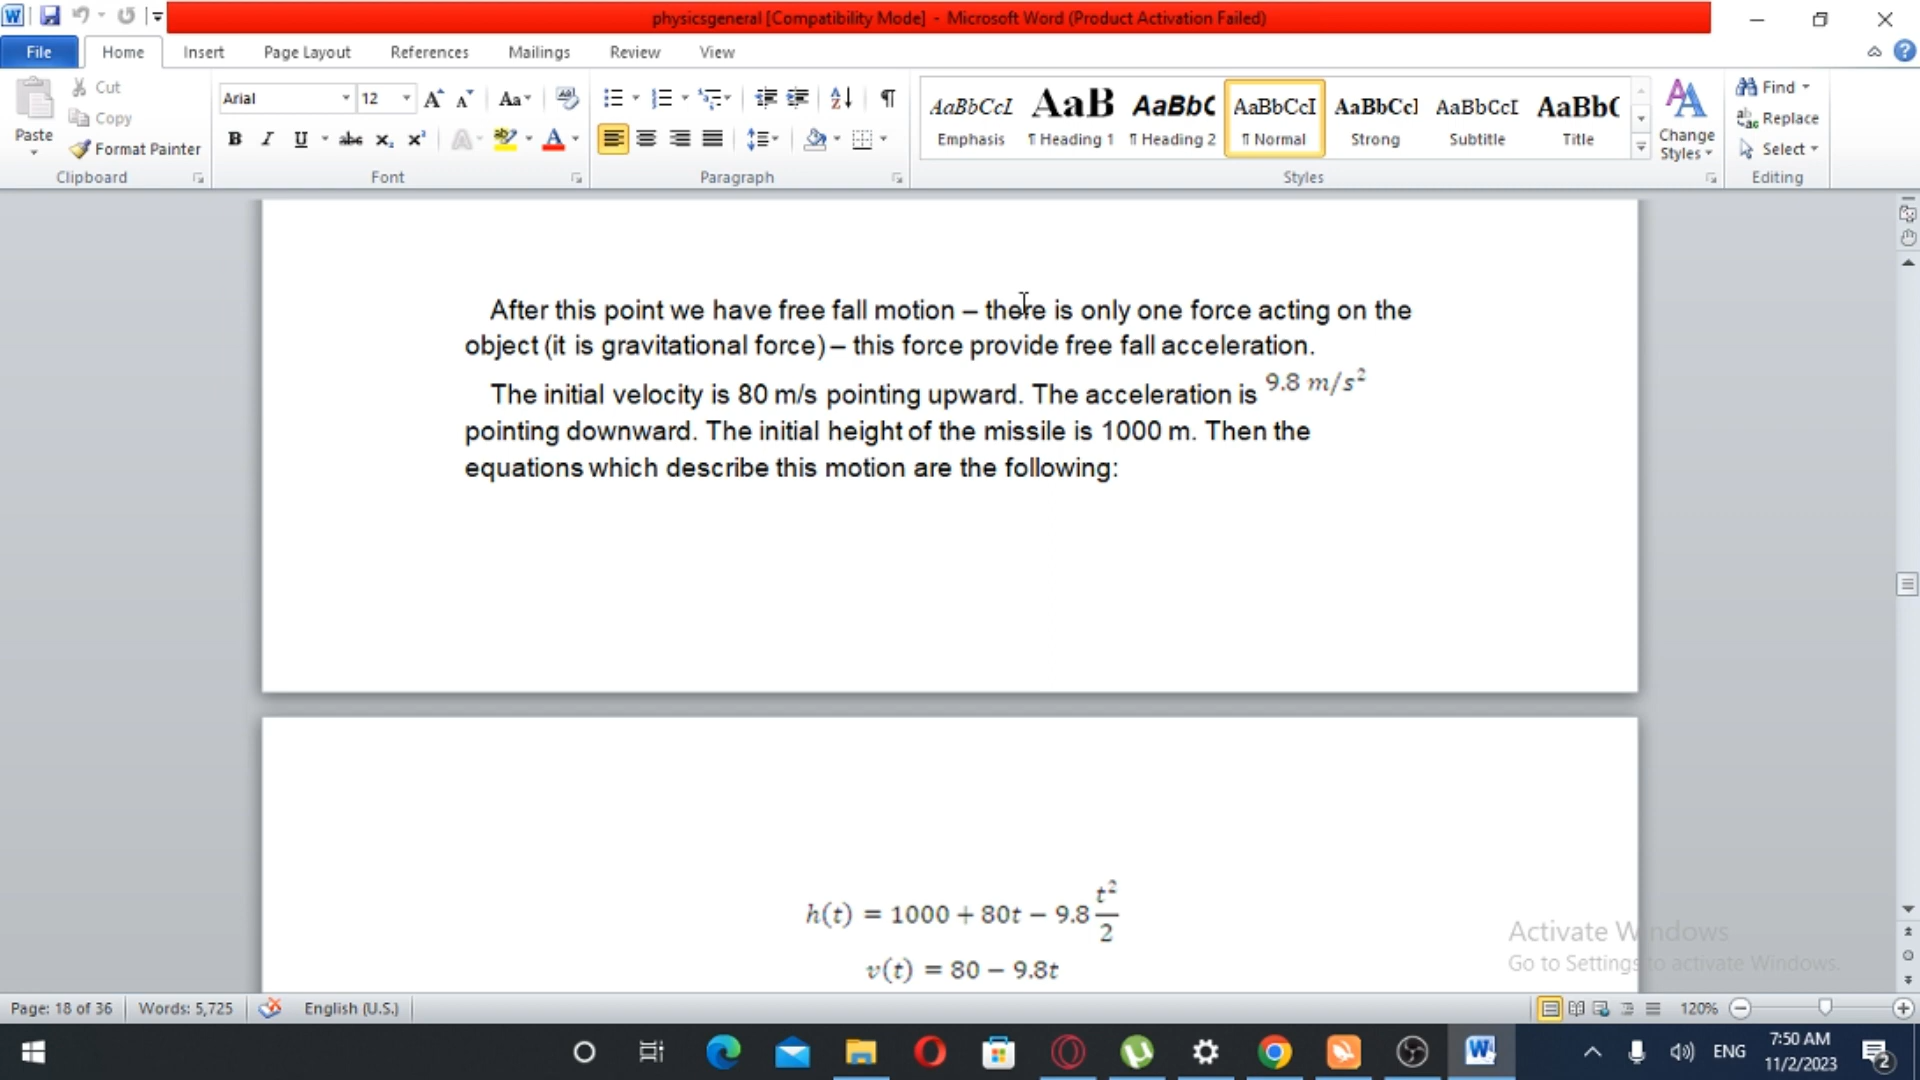 physicsgeneral [Compatibility Mode] - Microsoft Word (Product Activation Failed)
File Home Insert Page Layout References Mailings Review View
Paste
Cut
Copy
Format Painter
Clipboard
Arial 12
Font
Paragraph
AaBbCcI AaB AaBbC AaBbCcI AaBbCcl AaBbCcI AaBb(
Emphasis ¶ Heading 1 ¶ Heading 2 ¶ Normal Strong Subtitle Title
Styles
Change Styles
Find
Replace
Select
Editing
After this point we have free fall motion – there is only one force acting on the
object (it is gravitational force) – this force provide free fall acceleration.
The initial velocity is 80 m/s pointing upward. The acceleration is 9.8 m/s²
pointing downward. The initial height of the missile is 1000 m. Then the
equations which describe this motion are the following:
h(t) = 1000 + 80t − 9.8 t²/2
v(t) = 80 − 9.8t
Activate Windows
Go to Settings to activate Windows.
Page: 18 of 36 Words: 5,725 English (U.S.) 120%
ENG
7:50 AM
11/2/2023
2